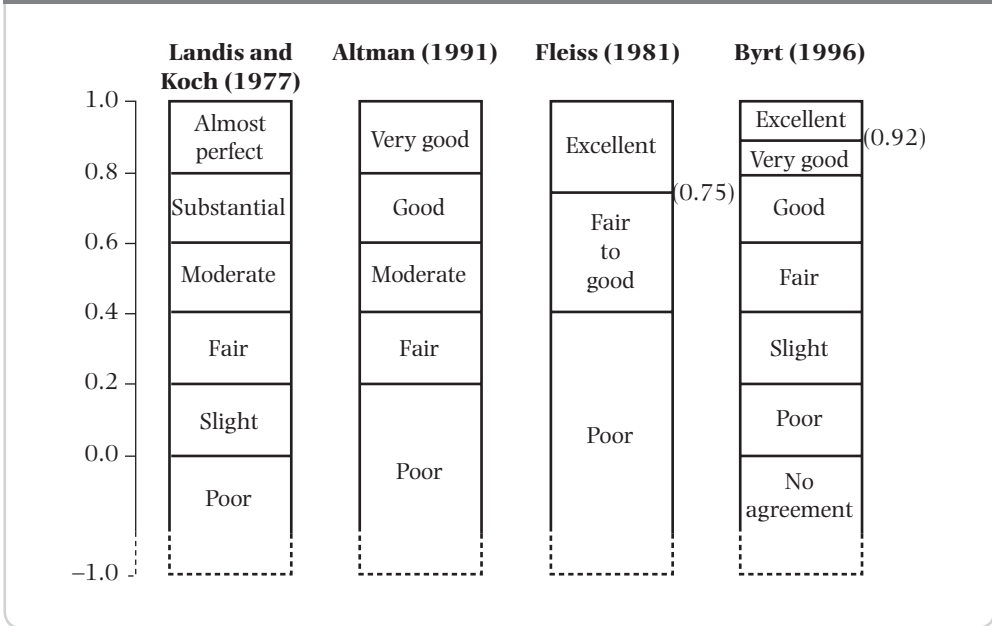 Landis and
Koch (1977)
Altman (1991)
Fleiss (1981)
Byrt (1996)
1.0
0.8
0.6
0.4
0.2
0.0
–1.0
Almost
perfect
Substantial
Moderate
Fair
Slight
Poor
Very good
Good
Moderate
Fair
Poor
Excellent
(0.75)
Fair
to
good
Poor
Excellent
(0.92)
Very good
Good
Fair
Slight
Poor
No
agreement